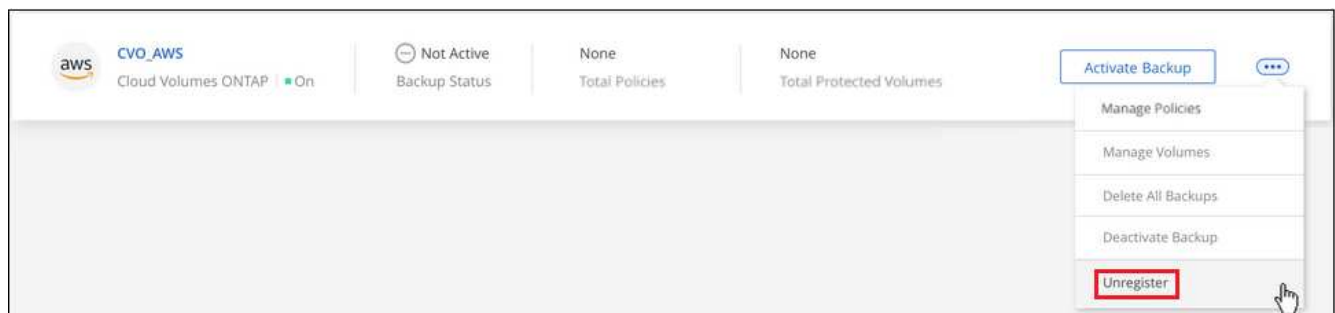 aws
CVO_AWS
Cloud Volumes ONTAP On
Not Active
Backup Status
None
Total Policies
None
Total Protected Volumes
Activate Backup
Manage Policies
Manage Volumes
Delete All Backups
Deactivate Backup
Unregister